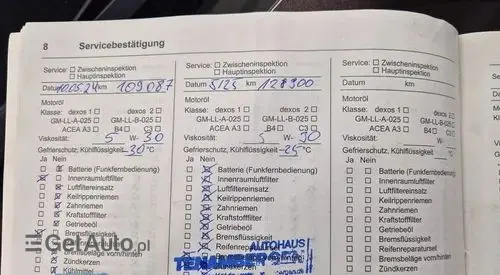 8 Servicebestätigung
Service: Zwischeninspektion
Hauptinspektion
Datum 10.05.24 km 109087
Motoröl
Klasse: dexos 1 dexos 2
GM-LL-A-025 GM-LL-B-025
ACEA A3 B4 C3
Viskosität: 5 W- 30
Gefrierschutz, Kühlflüssigkeit -30 °C
Ja Nein
Batterie (Funkfernbedienung)
Innenraumluftfilter
Luftfiltereinsatz
Keilrippenriemen
Zahnriemen
Kraftstofffilter
Getriebeöl
Bremsflüssigkeit
Bremsbeläge vorn/hinten
Zündkerzen
Kühlmittel
Service: Zwischeninspektion
Hauptinspektion
Datum 5/25 km 128300
Motoröl
Klasse: dexos 1 dexos 2
GM-LL-A-025 GM-LL-B-025
ACEA A3 B4 C3
Viskosität: 5 W- 30
Gefrierschutz, Kühlflüssigkeit -25 °C
Ja Nein
Batterie (Funkfernbedienung)
Innenraumluftfilter
Luftfiltereinsatz
Keilrippenriemen
Zahnriemen
Kraftstofffilter
Getriebeöl
Bremsflüssigkeit
Reifenreparaturset
AUTOHAUS
Zündkerzen
Service: Zwischeninspektion
Hauptinspektion
Datum km
Motoröl
Klasse: dexos 1 dexos 2
GM-LL-A-025 GM-LL-B-025
ACEA A3 B4 C3
Viskosität: W-
Gefrierschutz, Kühlflüssigkeit °C
Ja Nein
Batterie (Funkfernbedienung)
Innenraumluftfilter
Luftfiltereinsatz
Keilrippenriemen
Zahnriemen
Kraftstofffilter
Getriebeöl
Bremsflüssigkeit
Reifenreparaturset
Bremsbeläge vorn/hinten
Zündkerzen
GetAuto.pl